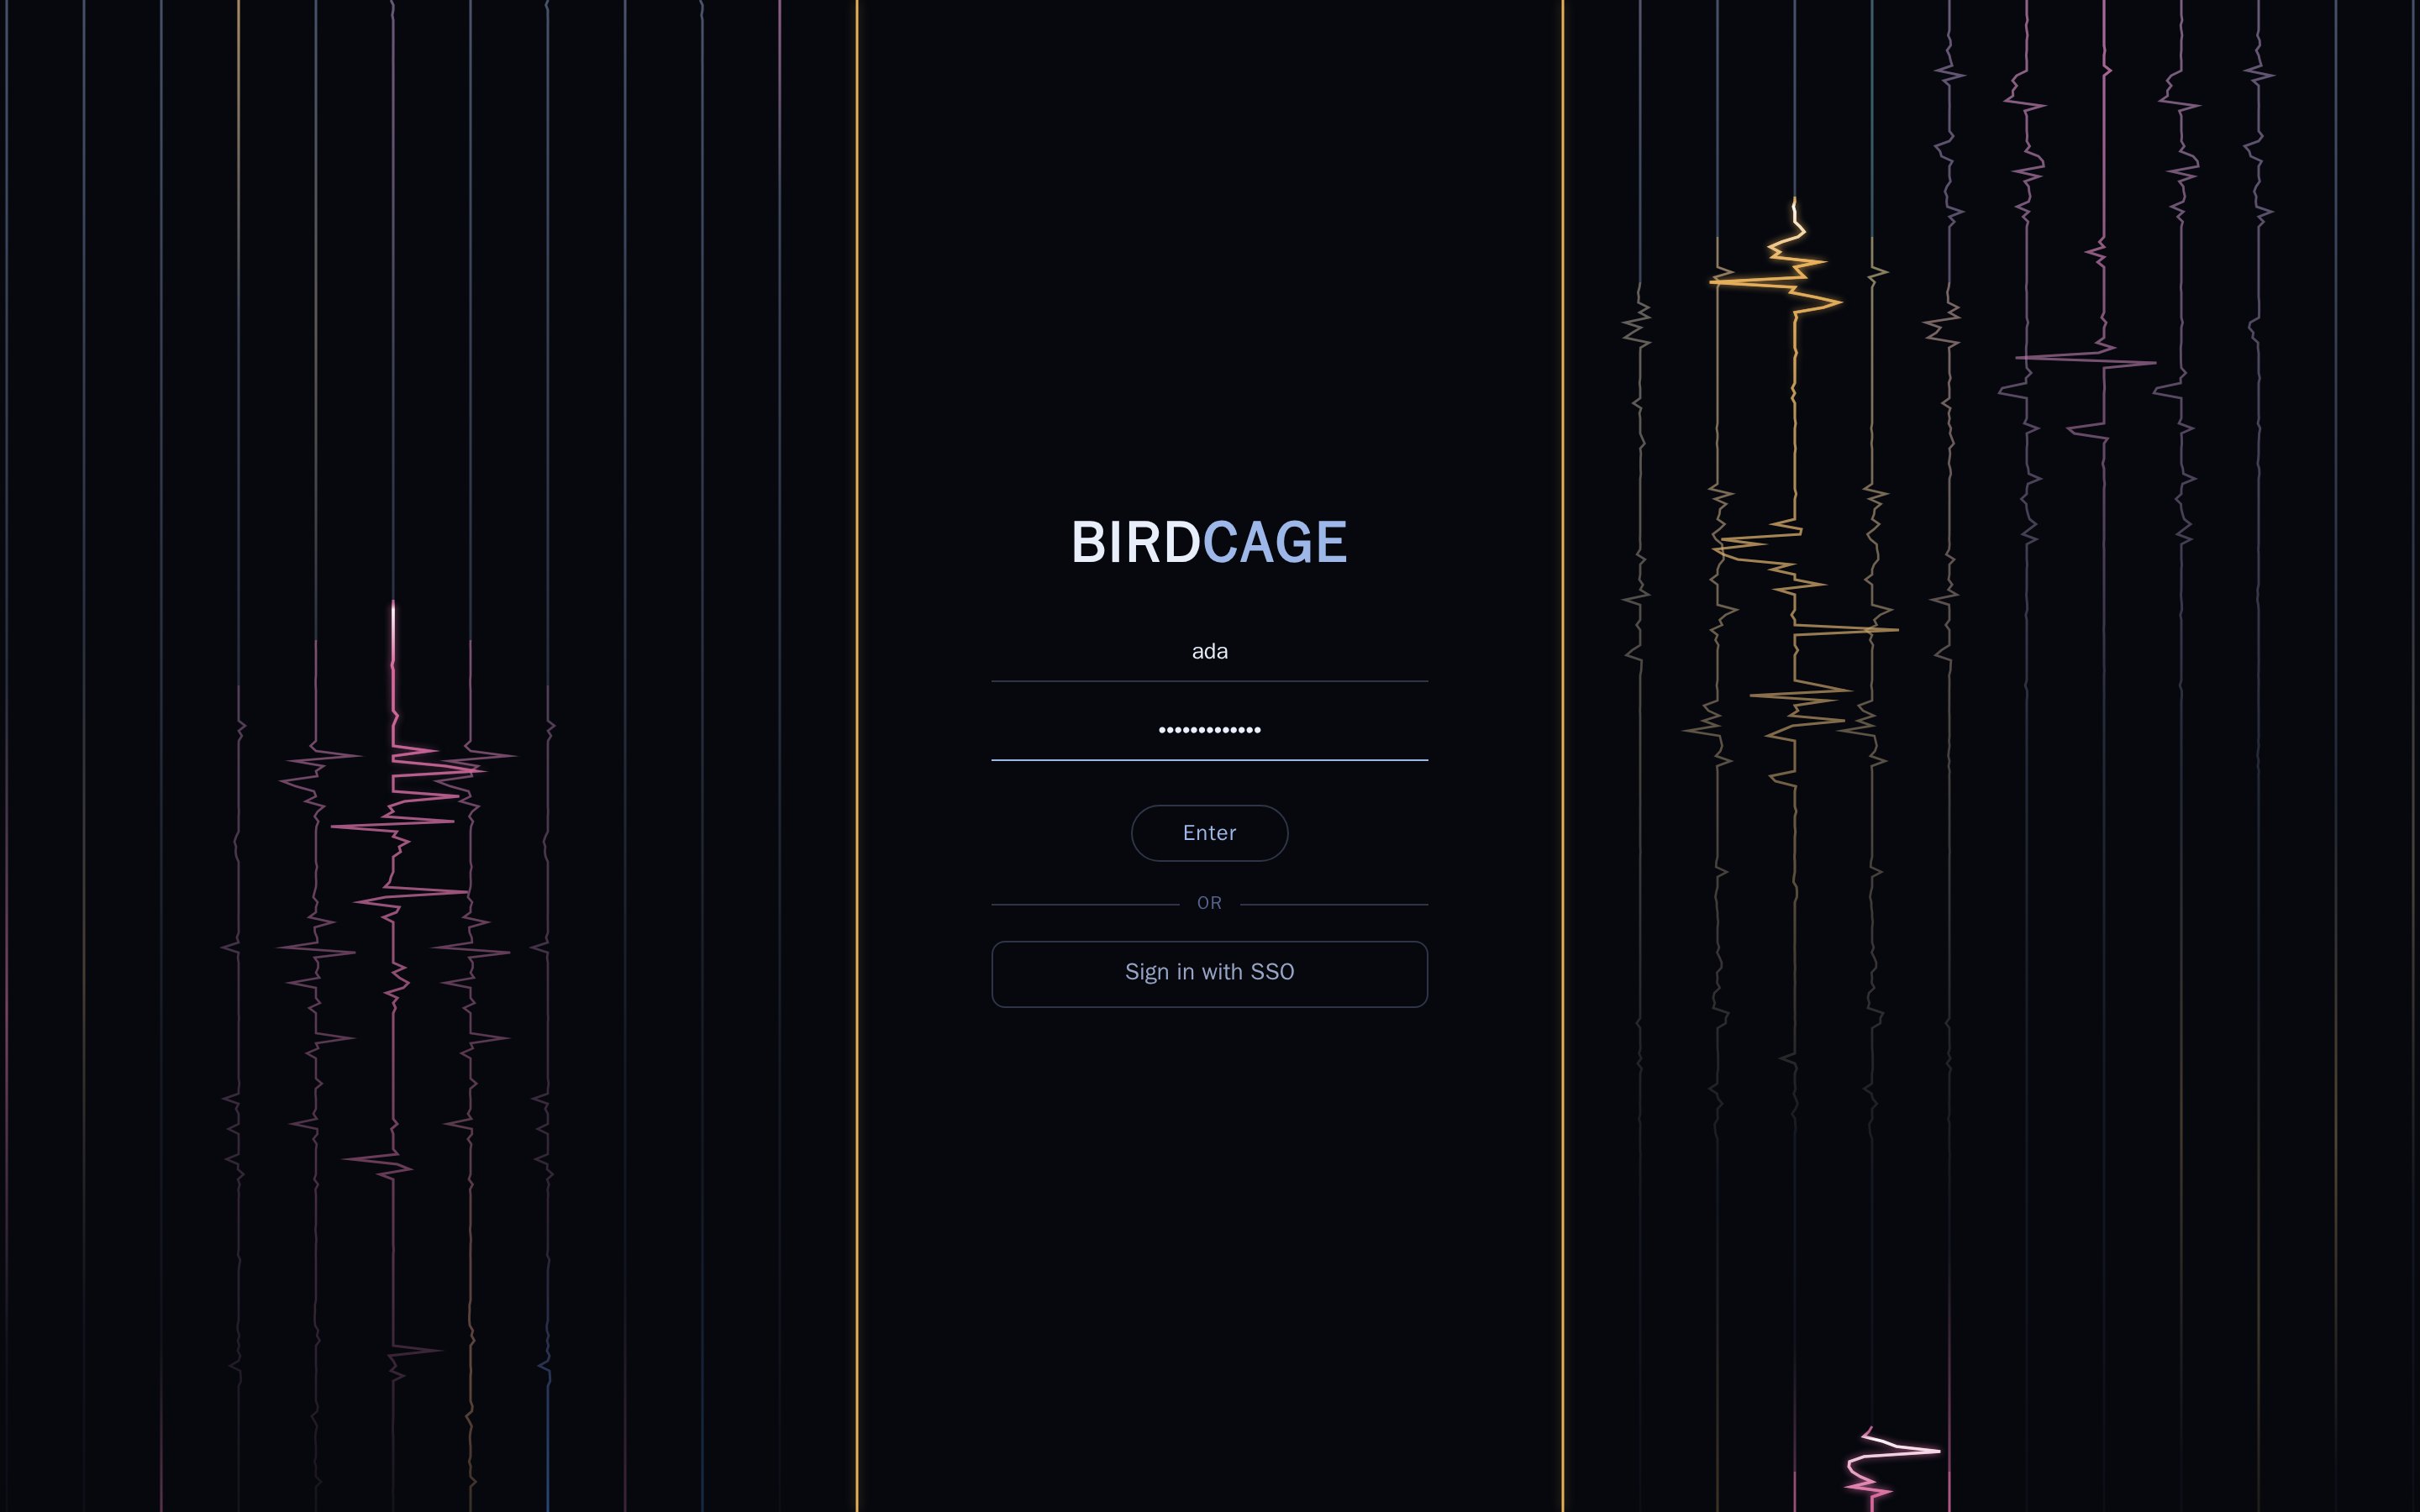 BIRDCAGE
ada
•••••••••••••
Enter
OR
Sign in with SSO